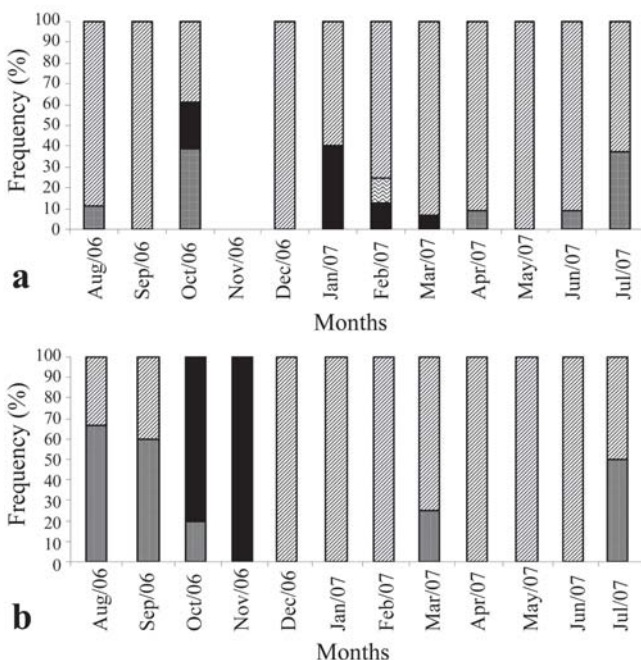 Frequency (%)
100
90
80
70
60
50
40
30
20
10
0
Aug/06
Sep/06
Oct/06
Nov/06
Dec/06
Jan/07
Feb/07
Mar/07
Apr/07
May/07
Jun/07
Jul/07
a
Months
Frequency (%)
100
90
80
70
60
50
40
30
20
10
0
Aug/06
Sep/06
Oct/06
Nov/06
Dec/06
Jan/07
Feb/07
Mar/07
Apr/07
May/07
Jun/07
Jul/07
b
Months